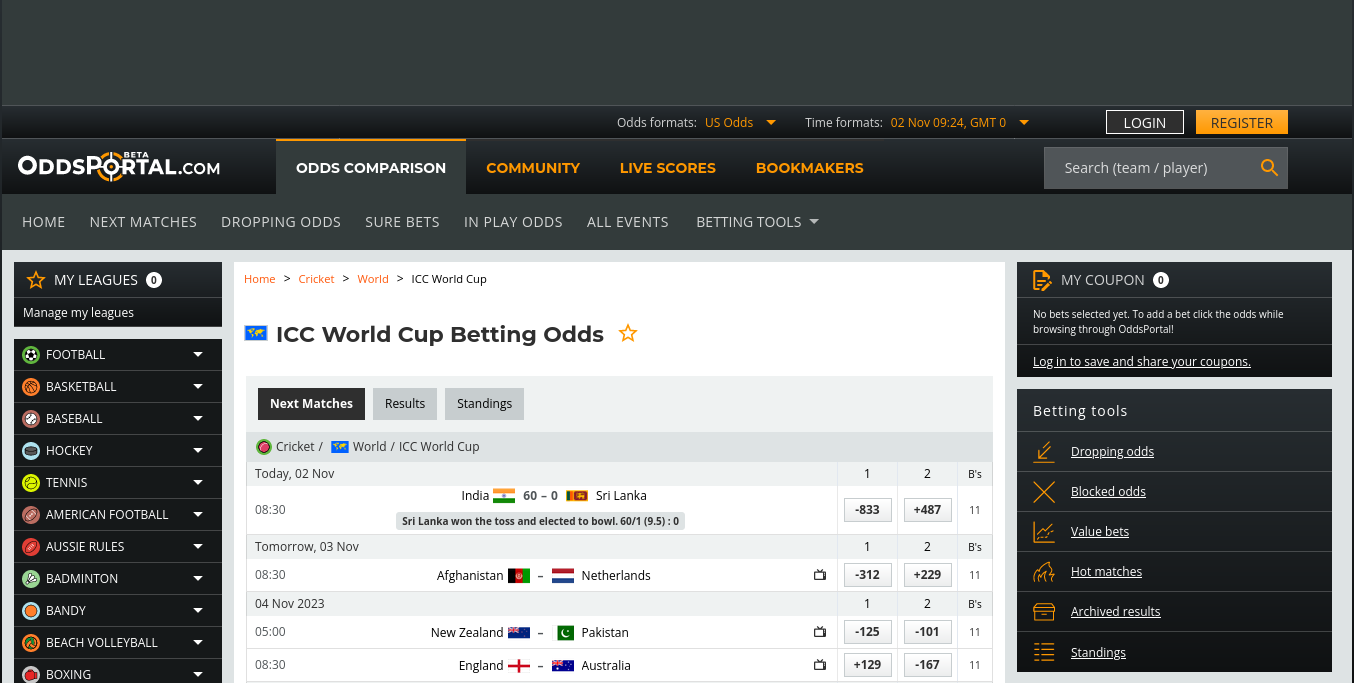 Odds formats: US Odds Time formats: 02 Nov 09:24, GMT 0 LOGIN REGISTER
ODDSPORTAL.COM BETA ODDS COMPARISON COMMUNITY LIVE SCORES BOOKMAKERS Search (team / player)
HOME NEXT MATCHES DROPPING ODDS SURE BETS IN PLAY ODDS ALL EVENTS BETTING TOOLS
MY LEAGUES 0
Manage my leagues
FOOTBALL
BASKETBALL
BASEBALL
HOCKEY
TENNIS
AMERICAN FOOTBALL
AUSSIE RULES
BADMINTON
BANDY
BEACH VOLLEYBALL
BOXING
Home > Cricket > World > ICC World Cup
ICC World Cup Betting Odds
Next Matches Results Standings
Cricket / World / ICC World Cup
Today, 02 Nov 1 2 B's
08:30 India 60 – 0 Sri Lanka -833 +487 11
Sri Lanka won the toss and elected to bowl. 60/1 (9.5) : 0
Tomorrow, 03 Nov 1 2 B's
08:30 Afghanistan – Netherlands -312 +229 11
04 Nov 2023 1 2 B's
05:00 New Zealand – Pakistan -125 -101 11
08:30 England – Australia +129 -167 11
MY COUPON 0
No bets selected yet. To add a bet click the odds while
browsing through OddsPortal!
Log in to save and share your coupons.
Betting tools
Dropping odds
Blocked odds
Value bets
Hot matches
Archived results
Standings